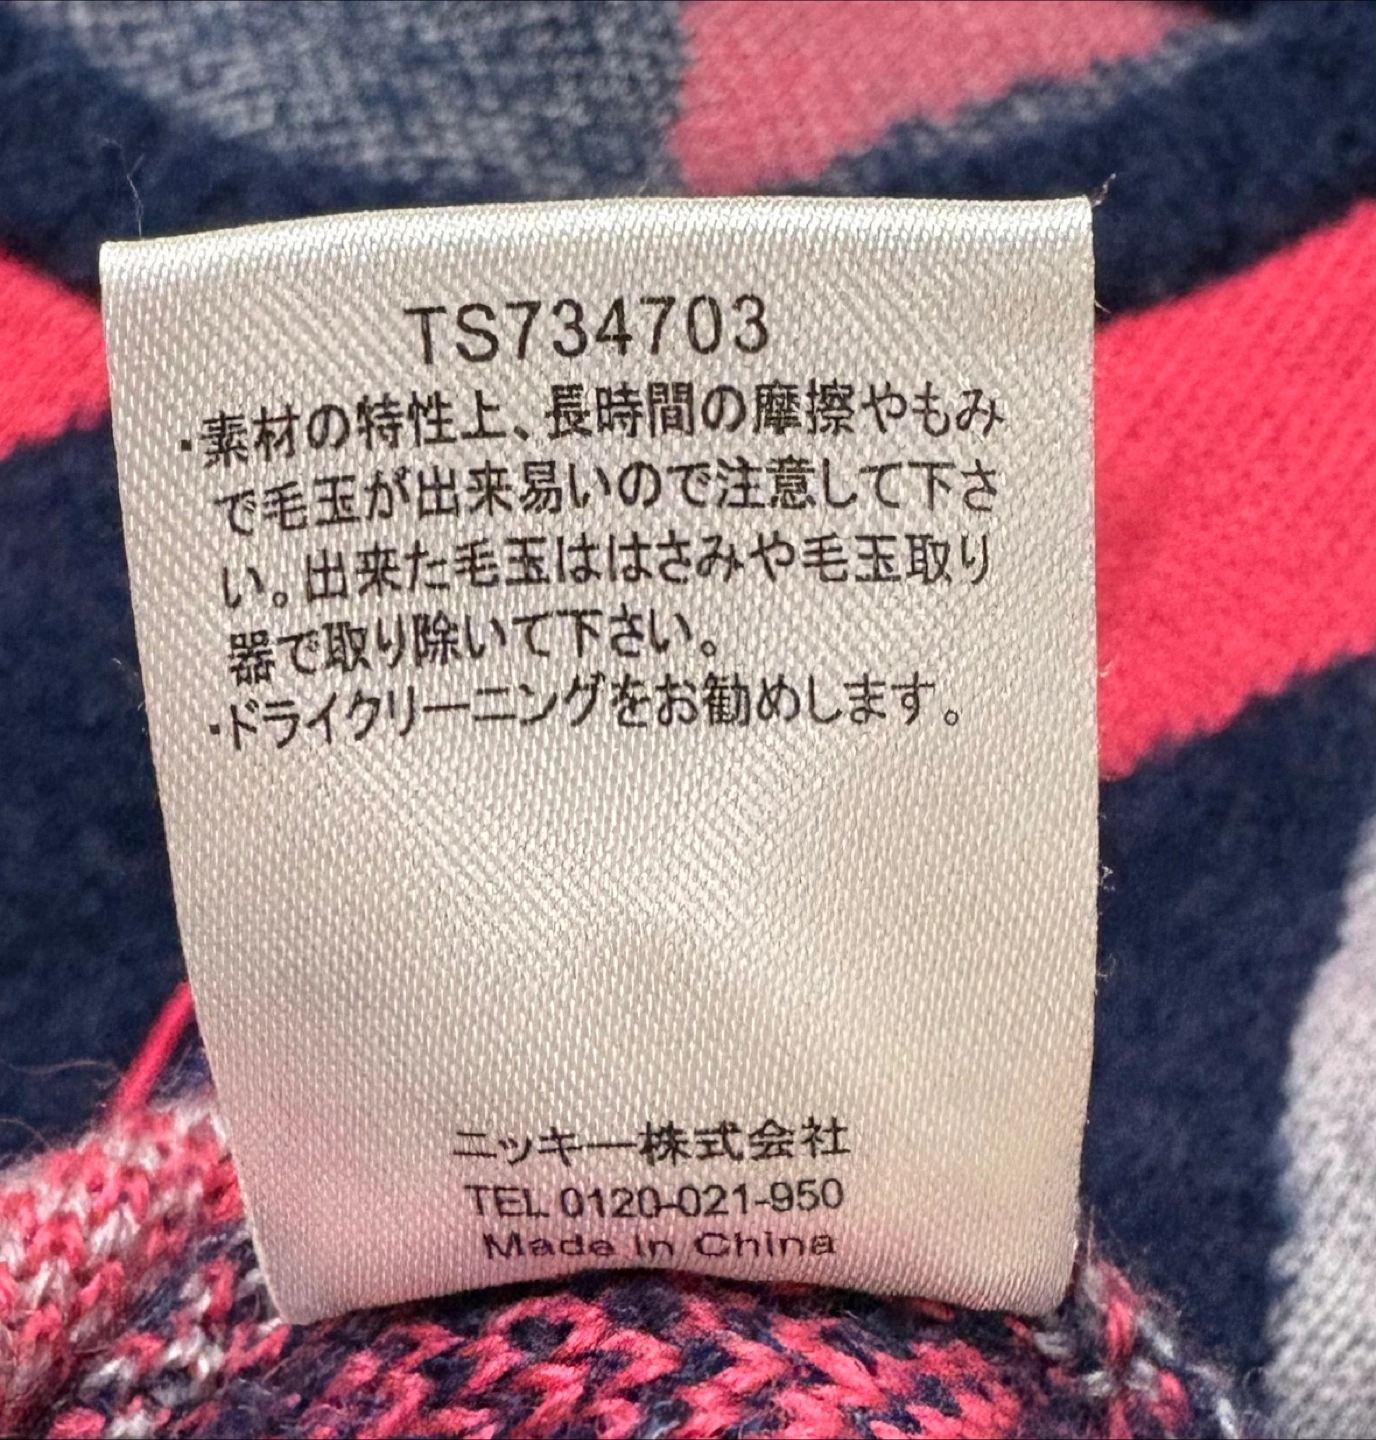 TS734703
・素材の特性上、長時間の摩擦やもみ
で毛玉が出来易いので注意して下さ
い。出来た毛玉ははさみや毛玉取り
器で取り除いて下さい。
・ドライクリーニングをお勧めします。
ニッキー株式会社
TEL 0120-021-950
Made in China